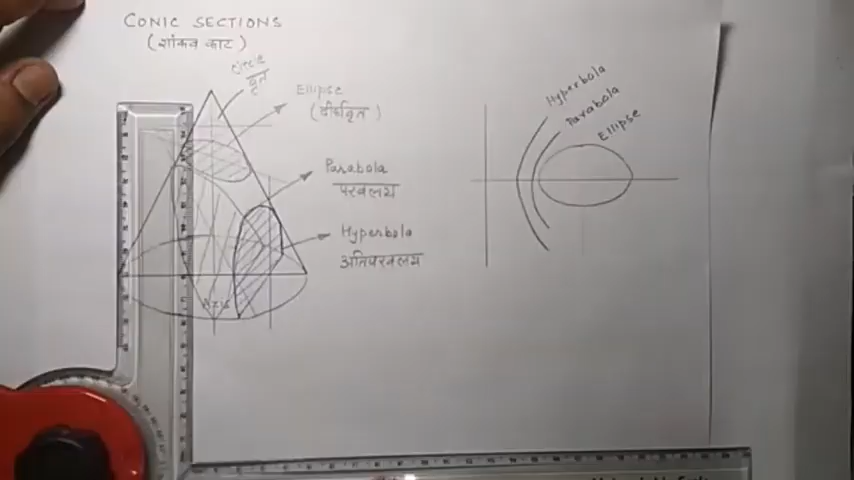 CONIC SECTIONS
(शांकव काट)
circle
वृत
Ellipse
(दीर्घवृत)
Parabola
परवलय
Hyperbola
अतिपरवलय
Axis
Hyperbola
Parabola
Ellipse